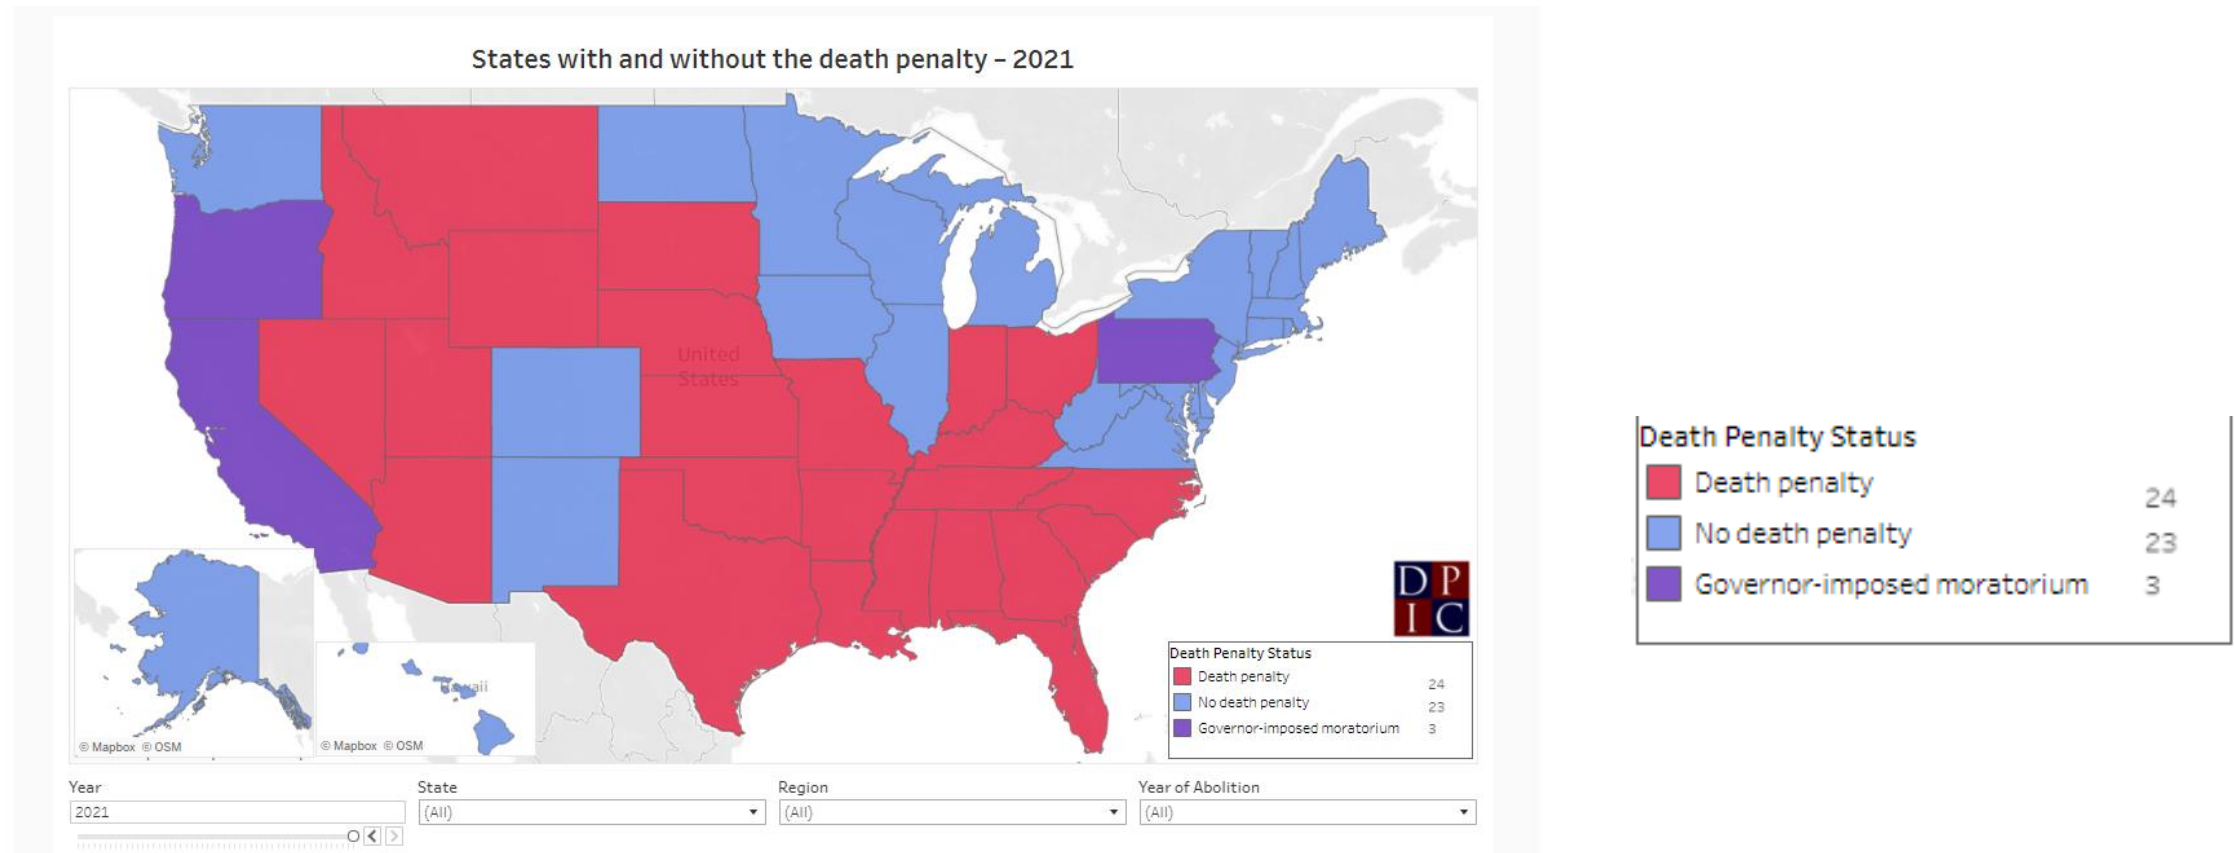 States with and without the death penalty – 2021
United
States
Hawaii
© Mapbox © OSM
© Mapbox © OSM
D P
I C
Death Penalty Status
Death penalty 24
No death penalty 23
Governor-imposed moratorium 3
Year
2021
State
(All)
Region
(All)
Year of Abolition
(All)
Death Penalty Status
Death penalty 24
No death penalty 23
Governor-imposed moratorium 3